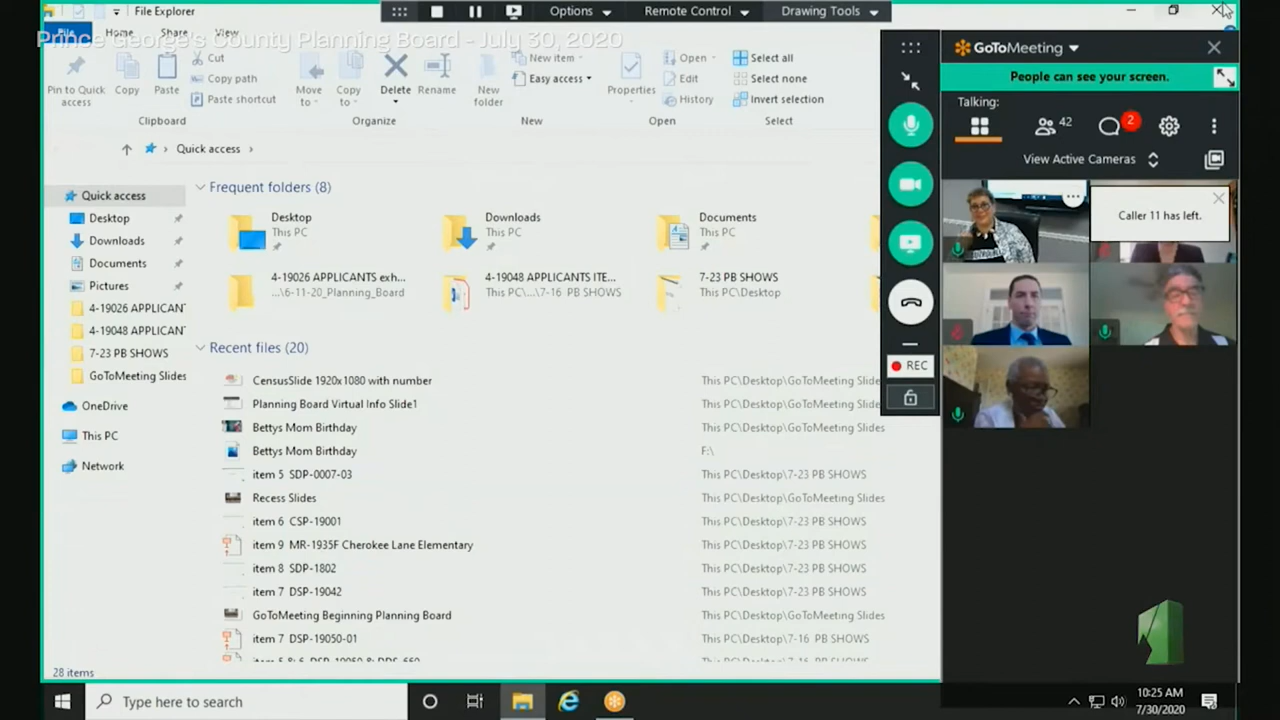 File Explorer
Options
Remote Control
Drawing Tools
Prince George's County Planning Board - July 30, 2020
File
Home
Share
View
Pin to Quick access
Copy
Paste
Cut
Copy path
Paste shortcut
Clipboard
Move to
Copy to
Delete
Rename
Organize
New folder
New item
Easy access
New
Properties
Open
Edit
History
Open
Select all
Select none
Invert selection
Select
Quick access
Quick access
Desktop
Downloads
Documents
Pictures
4-19026 APPLICAN
4-19048 APPLICAN
7-23 PB SHOWS
GoToMeeting Slides
OneDrive
This PC
Network
Frequent folders (8)
Desktop
This PC
Downloads
This PC
Documents
This PC
4-19026 APPLICANTS exh...
...\6-11-20_Planning_Board
4-19048 APPLICANTS ITE...
This PC\...\7-16 PB SHOWS
7-23 PB SHOWS
This PC\Desktop
Recent files (20)
CensusSlide 1920x1080 with number This PC\Desktop\GoToMeeting Slide
Planning Board Virtual Info Slide1 This PC\Desktop\GoToMeeting Slide
Bettys Mom Birthday This PC\Desktop\GoToMeeting Slides
Bettys Mom Birthday F:\
item 5 SDP-0007-03 This PC\Desktop\7-23 PB SHOWS
Recess Slides This PC\Desktop\GoToMeeting Slides
item 6 CSP-19001 This PC\Desktop\7-23 PB SHOWS
item 9 MR-1935F Cherokee Lane Elementary This PC\Desktop\7-23 PB SHOWS
item 8 SDP-1802 This PC\Desktop\7-23 PB SHOWS
item 7 DSP-19042 This PC\Desktop\7-23 PB SHOWS
GoToMeeting Beginning Planning Board This PC\Desktop\GoToMeeting Slides
item 7 DSP-19050-01 This PC\Desktop\7-16 PB SHOWS
28 items
REC
GoToMeeting
People can see your screen.
Talking:
42
2
View Active Cameras
Caller 11 has left.
Type here to search
10:25 AM
7/30/2020